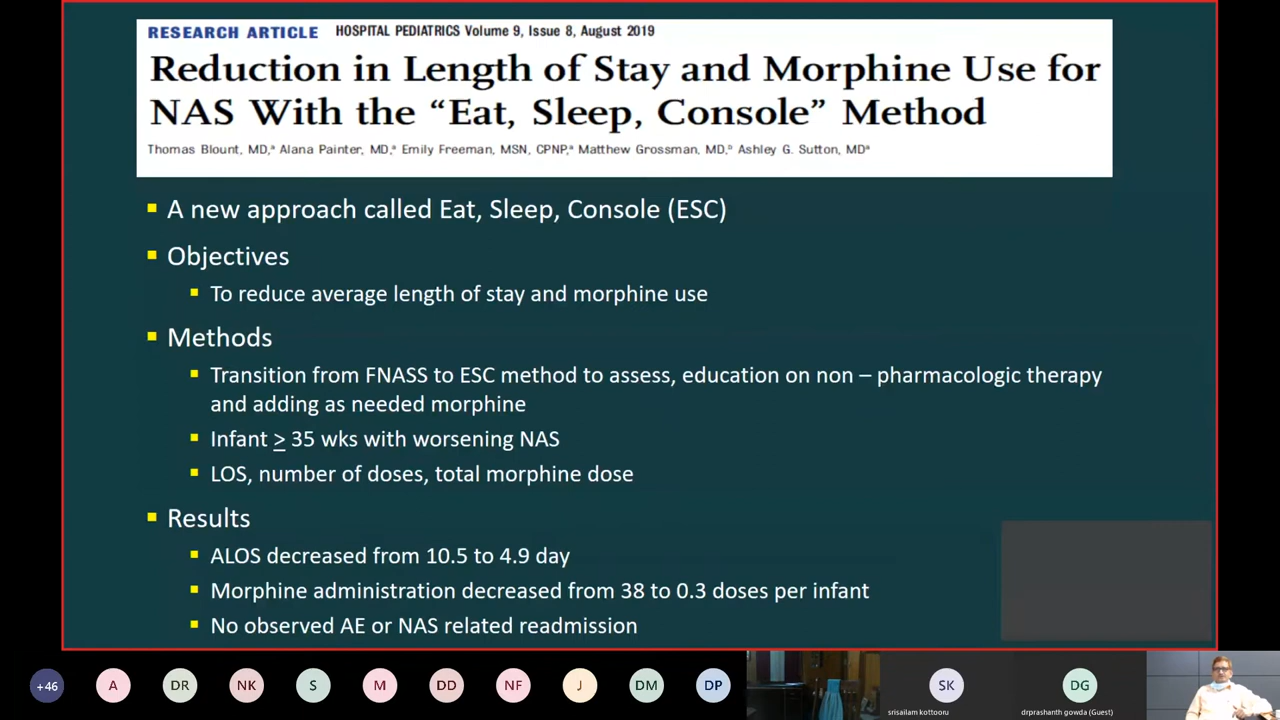 RESEARCH ARTICLE HOSPITAL PEDIATRICS Volume 9, Issue 8, August 2019
Reduction in Length of Stay and Morphine Use for
NAS With the “Eat, Sleep, Console” Method
Thomas Blount, MD,ᵃ Alana Painter, MD,ᵃ Emily Freeman, MSN, CPNP,ᵃ Matthew Grossman, MD,ᵇ Ashley G. Sutton, MDᵃ
▪ A new approach called Eat, Sleep, Console (ESC)
▪ Objectives
▪ To reduce average length of stay and morphine use
▪ Methods
▪ Transition from FNASS to ESC method to assess, education on non – pharmacologic therapy
and adding as needed morphine
▪ Infant ≥ 35 wks with worsening NAS
▪ LOS, number of doses, total morphine dose
▪ Results
▪ ALOS decreased from 10.5 to 4.9 day
▪ Morphine administration decreased from 38 to 0.3 doses per infant
▪ No observed AE or NAS related readmission
+46 A DR NK S M DD NF J DM DP SK DG
srisailam kottooru drprashanth gowda (Guest)